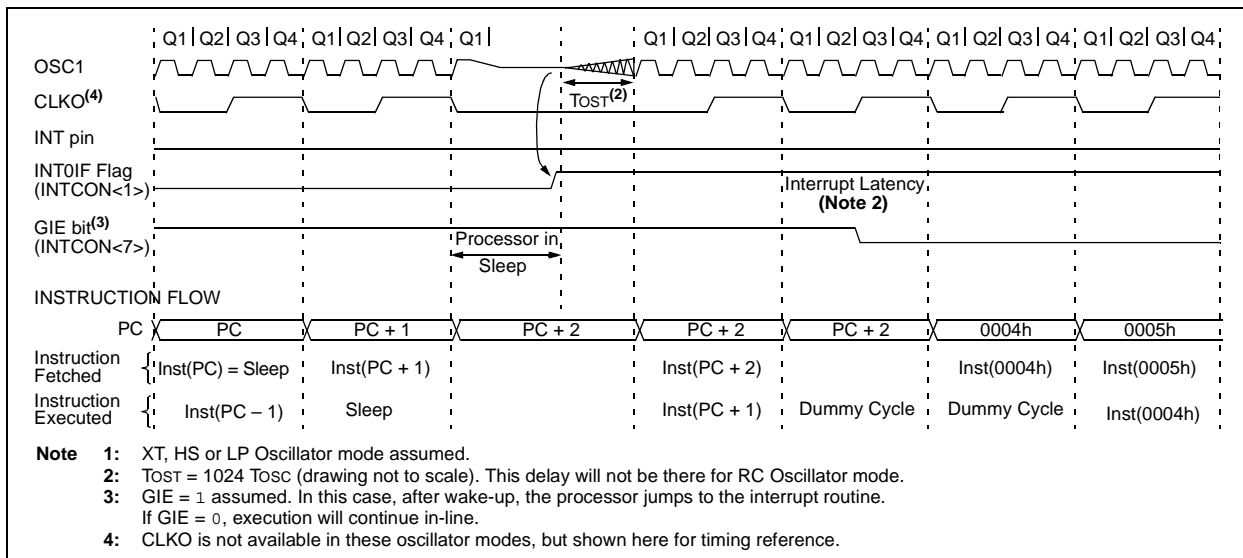 Q1 Q2 Q3 Q4 Q1 Q2 Q3 Q4 Q1 Q1 Q2 Q3 Q4 Q1 Q2 Q3 Q4 Q1 Q2 Q3 Q4 Q1 Q2 Q3 Q4
OSC1
CLKO(4) TOST(2)
INT pin
INT0IF Flag
(INTCON<1>)
Interrupt Latency
(Note 2)
GIE bit(3)
(INTCON<7>)
Processor in
Sleep
INSTRUCTION FLOW
PC PC PC + 1 PC + 2 PC + 2 PC + 2 0004h 0005h
Instruction
Fetched
Inst(PC) = Sleep Inst(PC + 1) Inst(PC + 2) Inst(0004h) Inst(0005h)
Instruction
Executed
Inst(PC – 1) Sleep Inst(PC + 1) Dummy Cycle Dummy Cycle Inst(0004h)
Note 1: XT, HS or LP Oscillator mode assumed.
2: TOST = 1024 TOSC (drawing not to scale). This delay will not be there for RC Oscillator mode.
3: GIE = 1 assumed. In this case, after wake-up, the processor jumps to the interrupt routine.
If GIE = 0, execution will continue in-line.
4: CLKO is not available in these oscillator modes, but shown here for timing reference.